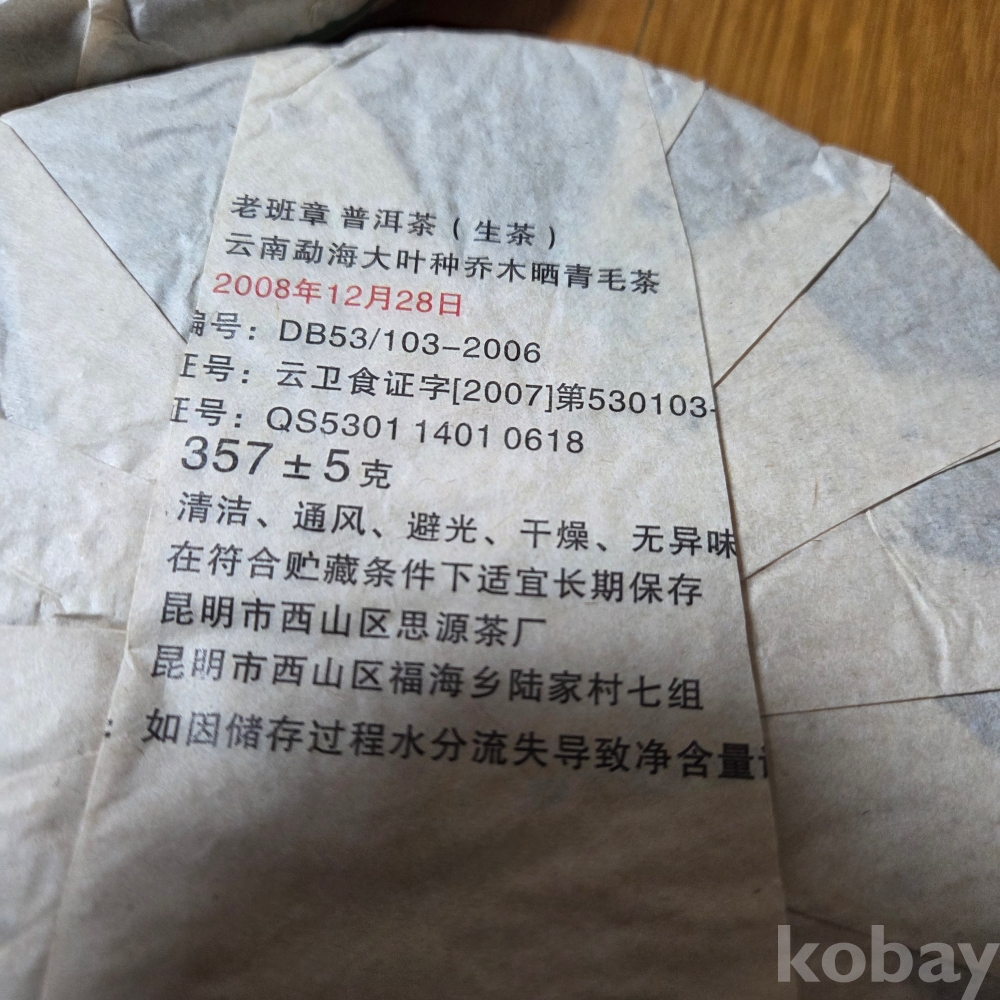 老班章 普洱茶（生茶）
云南勐海大叶种乔木晒青毛茶
2008年12月28日
编号：DB53/103-2006
证号：云卫食证字[2007]第530103-
证号：QS5301 1401 0618
357±5克
清洁、通风、避光、干燥、无异味
在符合贮藏条件下适宜长期保存
昆明市西山区思源茶厂
昆明市西山区福海乡陆家村七组
：如因储存过程水分流失导致净含量
kobay